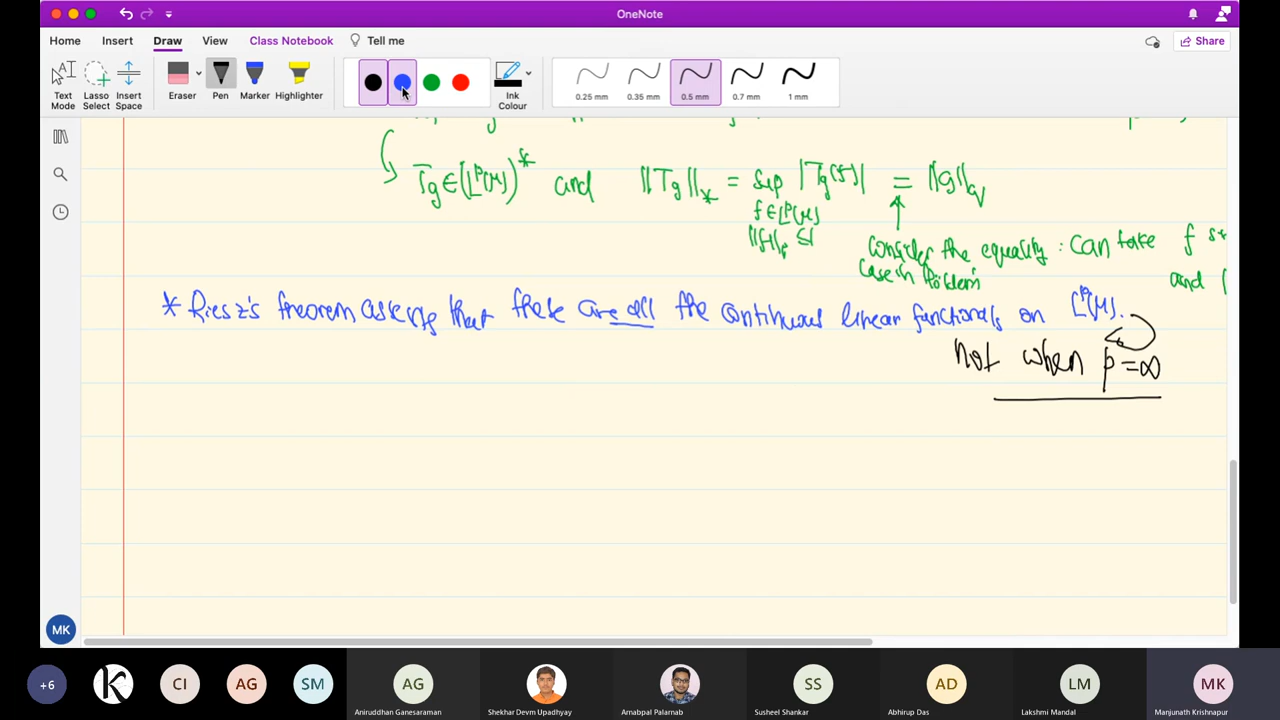 OneNote
Home Insert Draw View Class Notebook Tell me Share
Text Mode Lasso Select Insert Space Eraser Pen Marker Highlighter Ink Colour 0.25 mm 0.35 mm 0.5 mm 0.7 mm 1 mm
Tg∈(L^p(μ))^* and ||Tg||_* = sup |Tg(f)| = ||g||_q
f∈L^p(μ)
||f||_p ≤1
Consider the equality : can take f
case in Problem and
* Riesz's theorem asserts that these are all the continuous linear functionals on L^p(μ).
Not when p=∞
MK
+6 K CI AG SM AG SS AD LM MK
Aniruddhan Ganesaraman Shekhar Devm Upadhyay Arnabpal Palarnab Susheel Shankar Abhirup Das Lakshmi Mandal Manjunath Krishnapur